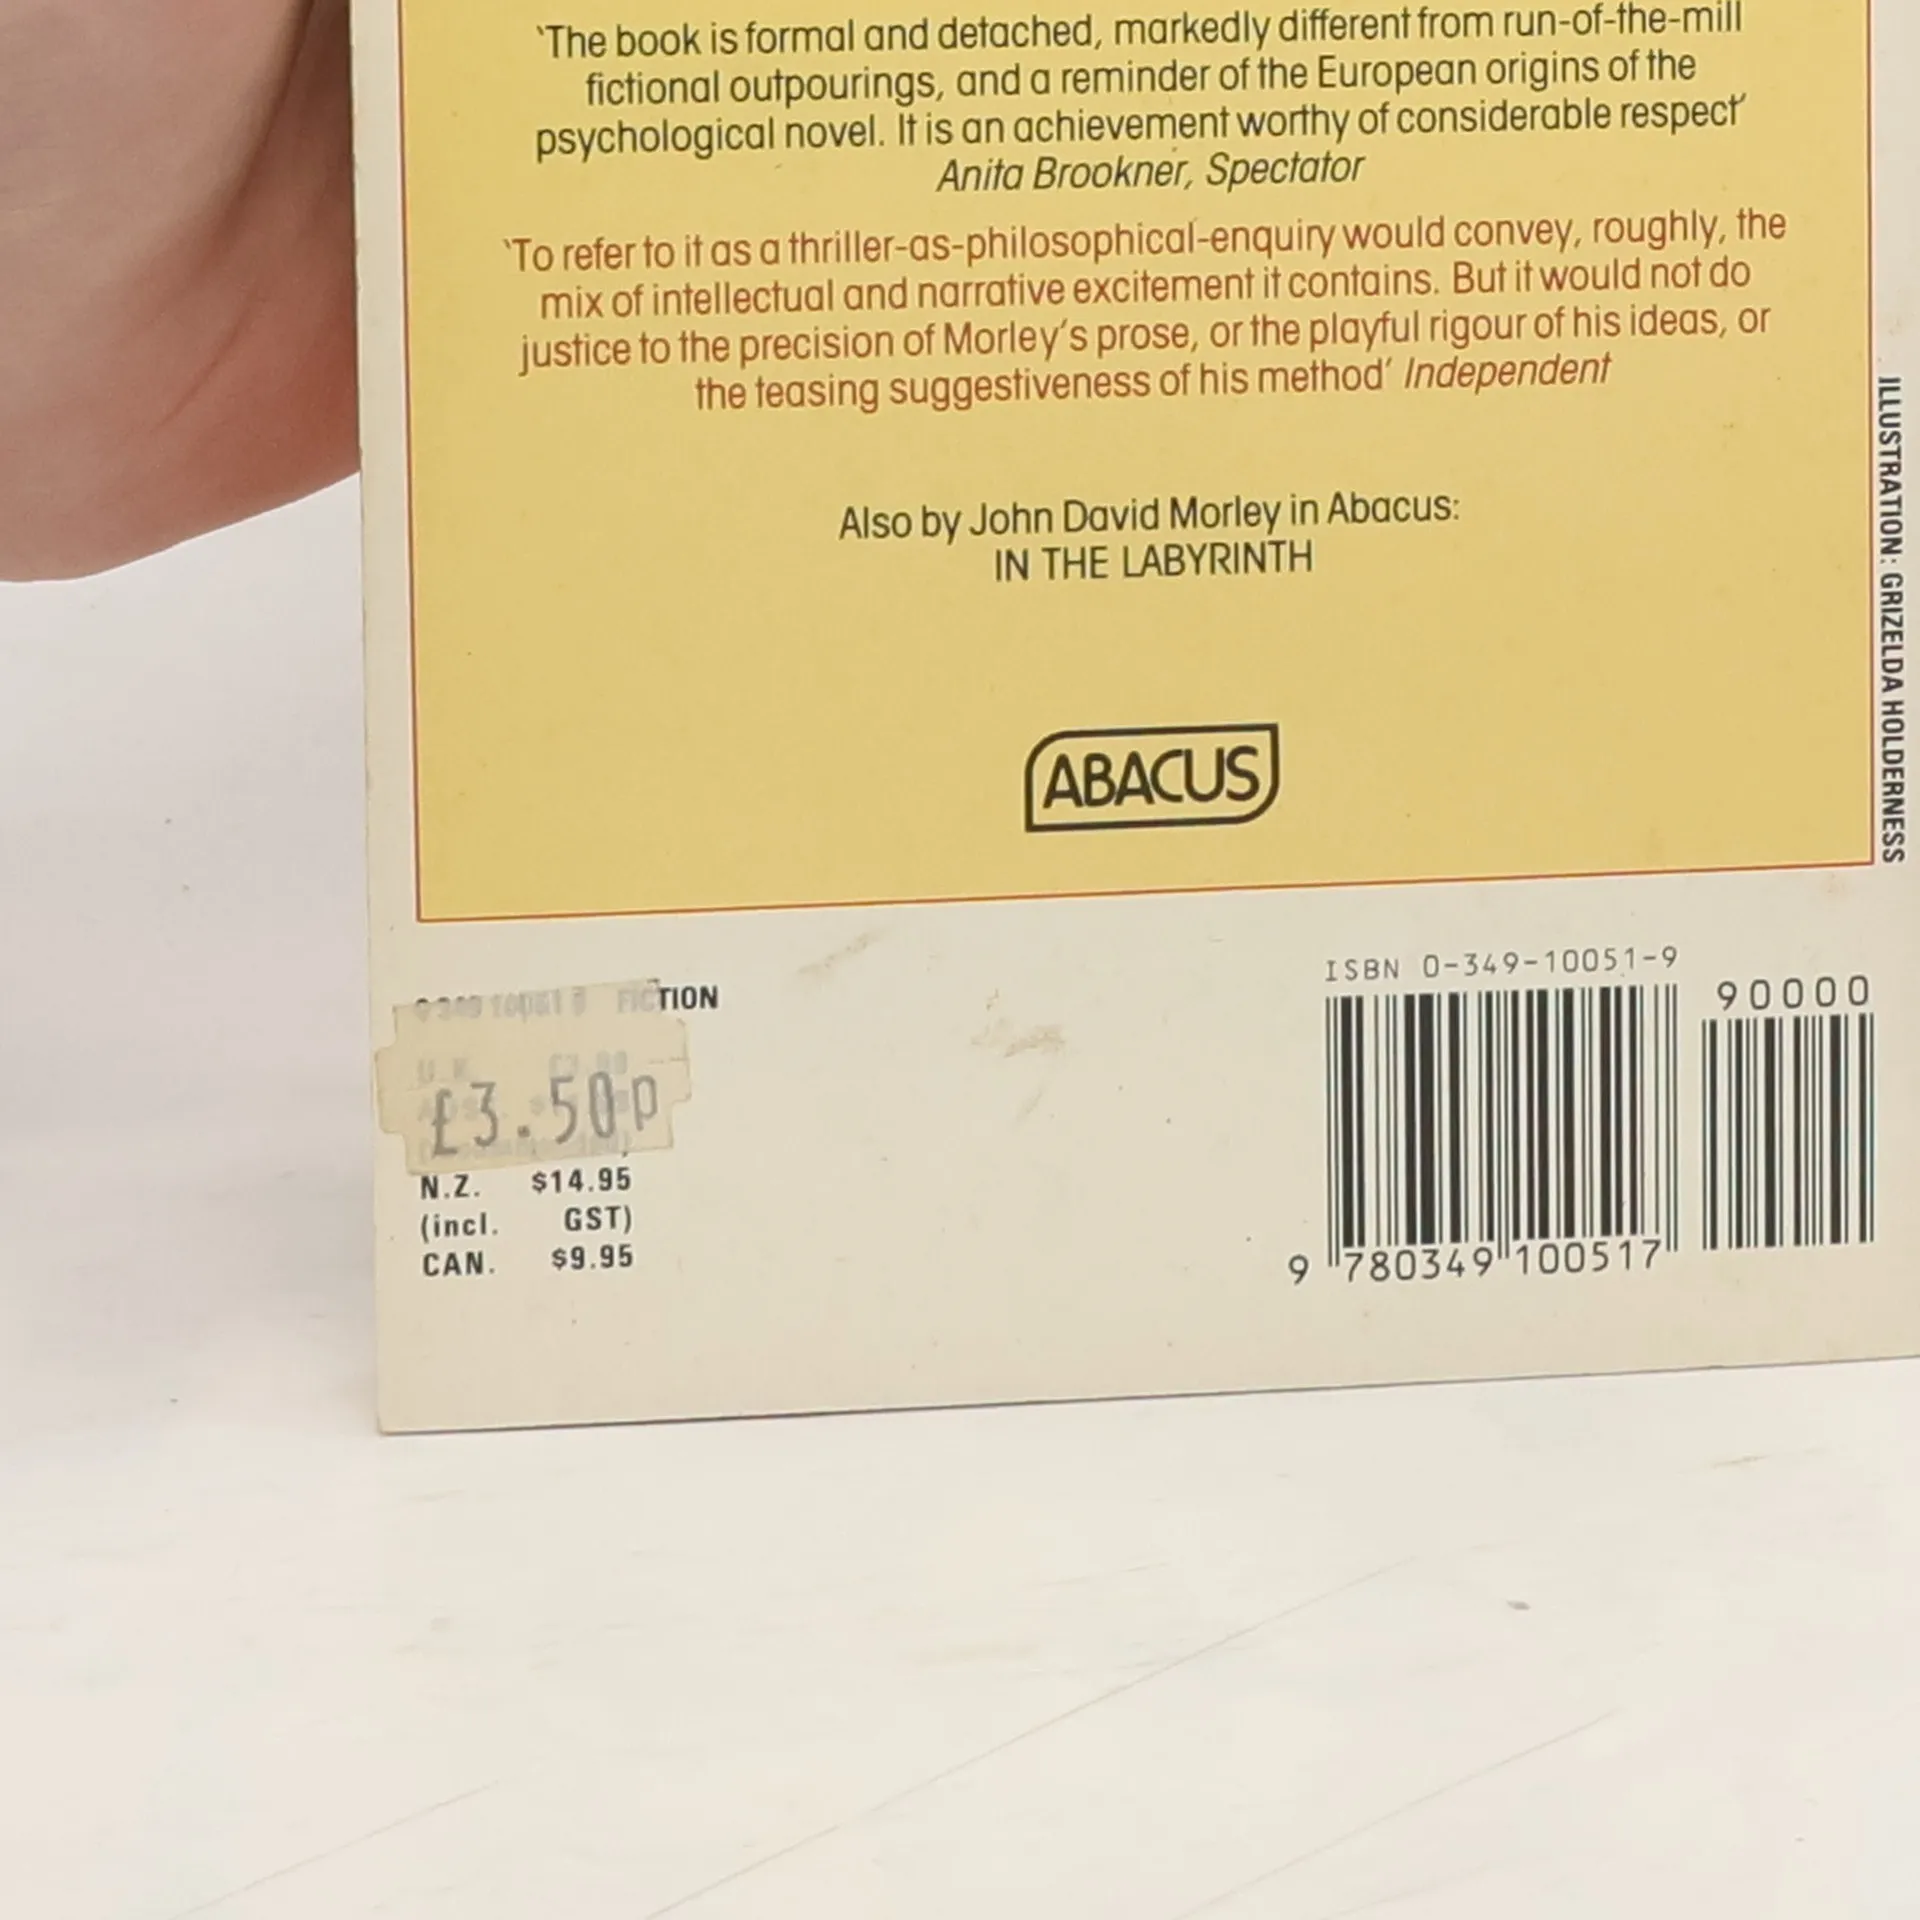 ‘The book is formal and detached, markedly different from run-of-the-mill
fictional outpourings, and a reminder of the European origins of the
psychological novel. It is an achievement worthy of considerable respect’
Anita Brookner, Spectator
‘To refer to it as a thriller-as-philosophical-enquiry would convey, roughly, the
mix of intellectual and narrative excitement it contains. But it would not do
justice to the precision of Morley’s prose, or the playful rigour of his ideas, or
the teasing suggestiveness of his method’ Independent
Also by John David Morley in Abacus:
IN THE LABYRINTH
ABACUS
ILLUSTRATION: GRIZELDA HOLDERNESS
FICTION
£3.50p
N.Z. $14.95
(incl. GST)
CAN. $9.95
ISBN 0-349-10051-9
90000
9 780349 100517